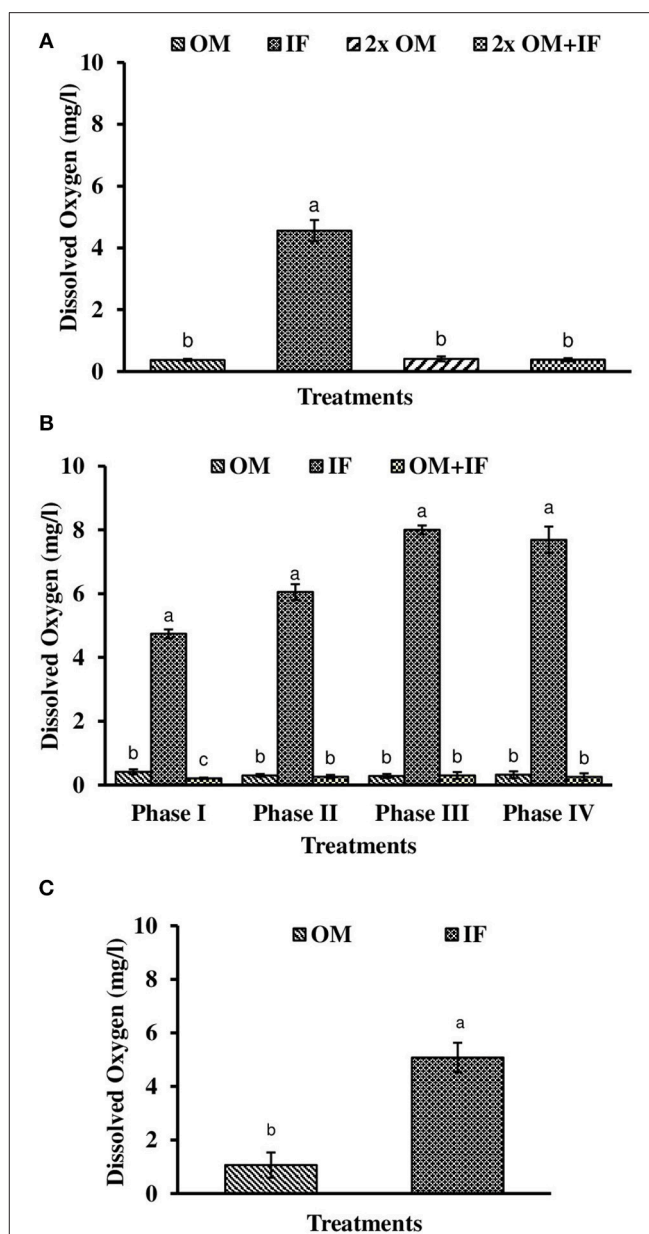 A
OM IF 2x OM 2x OM+IF
Dissolved Oxygen (mg/l)
10
8
6
4
2
0
b
a
b
b
Treatments
B
OM IF OM+IF
Dissolved Oxygen (mg/l)
10
8
6
4
2
0
b a c b a b b a b b a b
Phase I Phase II Phase III Phase IV
Treatments
C
OM IF
Dissolved Oxygen (mg/l)
10
8
6
4
2
0
b
a
Treatments